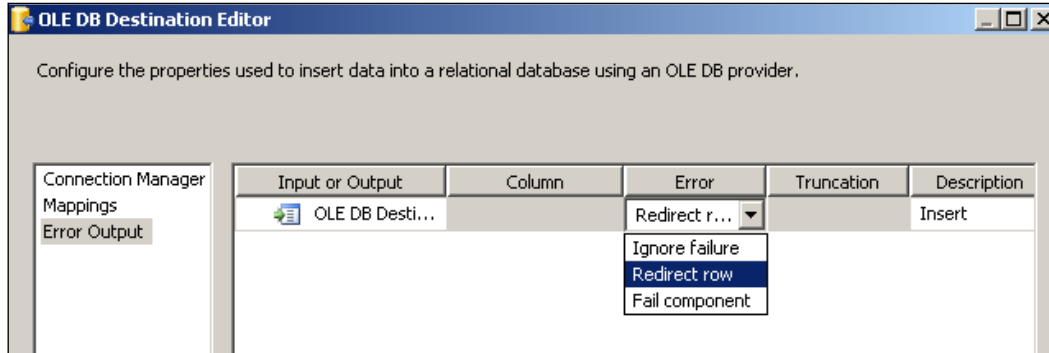 OLE DB Destination Editor
Configure the properties used to insert data into a relational database using an OLE DB provider.
Connection Manager
Mappings
Error Output
Input or Output Column Error Truncation Description
OLE DB Desti... Redirect r... Insert
Ignore failure
Redirect row
Fail component